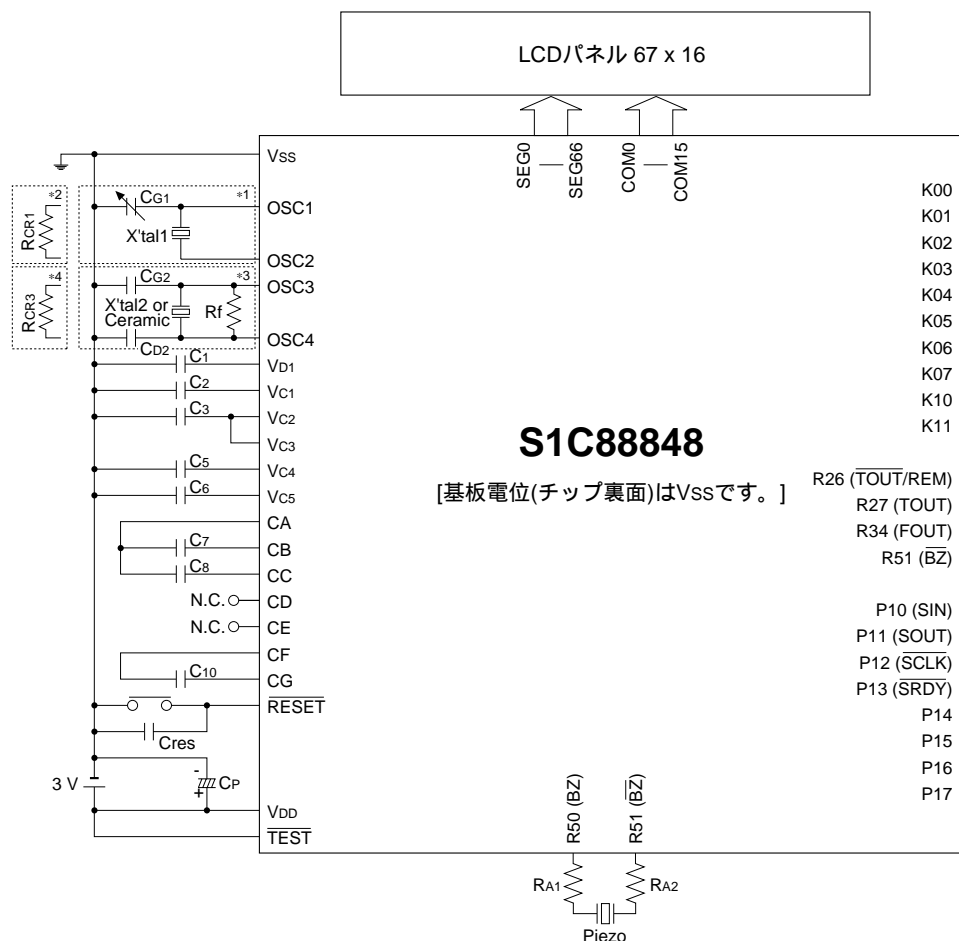 LCDパネル 67 x 16
SEG0
SEG66
COM0
COM15
VSS
*2
RCR1
*1
CG1
X'tal1
OSC1
OSC2
*4
RCR3
*3
CG2
X'tal2 or
Ceramic
Rf
CD2
OSC3
OSC4
C1
VD1
C2
VC1
C3
VC2
VC3
C5
VC4
C6
VC5
CA
C7
CB
C8
CC
N.C.
CD
N.C.
CE
CF
C10
CG
RESET
Cres
3 V
-
+
CP
VDD
TEST
S1C88848
[基板電位(チップ裏面)はVSSです。]
K00
K01
K02
K03
K04
K05
K06
K07
K10
K11
R26 (TOUT/REM)
R27 (TOUT)
R34 (FOUT)
R51 (BZ)
P10 (SIN)
P11 (SOUT)
P12 (SCLK)
P13 (SRDY)
P14
P15
P16
P17
R50 (BZ)
R51 (BZ)
RA1
RA2
Piezo